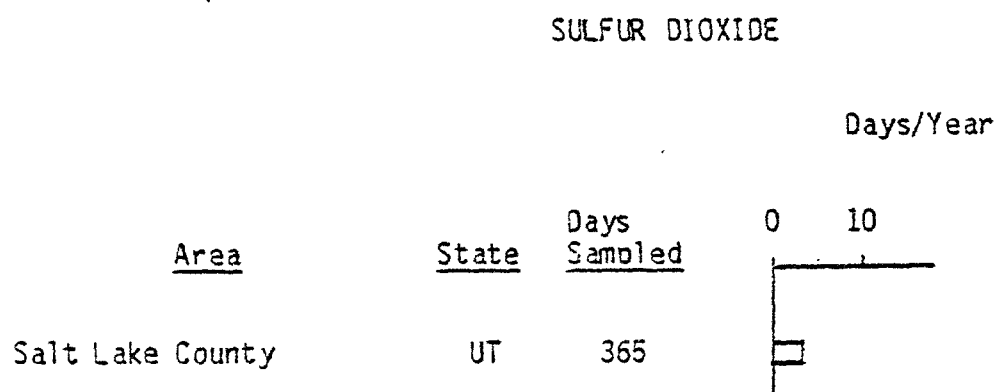 SULFUR DIOXIDE
Days/Year
Days
0 10
Area State Sampled
Salt Lake County UT 365